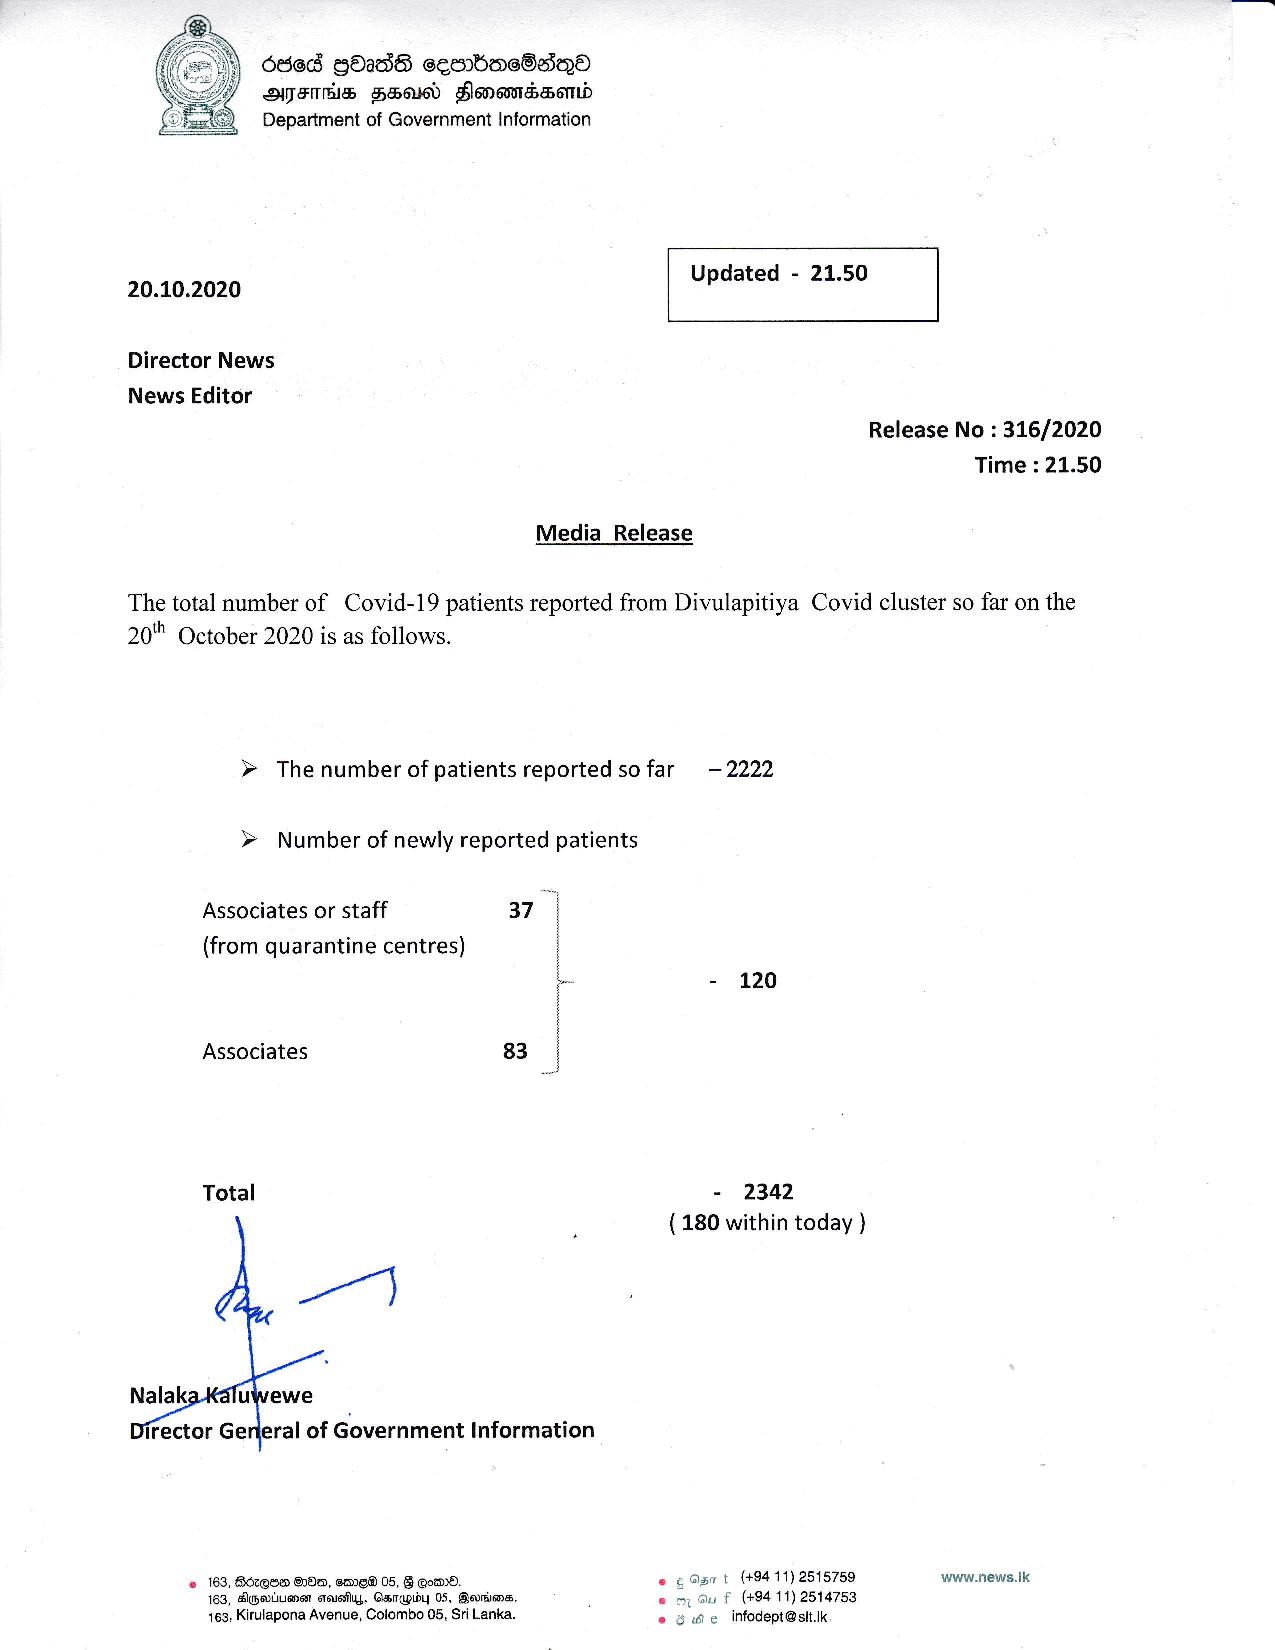 රජයේ ප්‍රවෘත්ති දෙපාර්තමේන්තුව
அரசாங்க தகவல் திணைக்களம்
Department of Government Information
Updated - 21.50
20.10.2020
Director News
News Editor
Release No : 316/2020
Time : 21.50
Media Release
The total number of Covid-19 patients reported from Divulapitiya Covid cluster so far on the
20th October 2020 is as follows.
➢ The number of patients reported so far – 2222
➢ Number of newly reported patients
Associates or staff 37
(from quarantine centres)
- 120
Associates 83
Total - 2342
( 180 within today )
Nalaka Kaluwewe
Director General of Government Information
163, කිරුලපන මාවත, කොළඹ 05, ශ්‍රී ලංකාව.
163, கிருலப்பனை எவனியூ, கொழும்பு 05, இலங்கை.
163, Kirulapona Avenue, Colombo 05, Sri Lanka.
දු தொ t (+94 11) 2515759
ෆැ பெ f (+94 11) 2514753
ඊ மி e infodept@slt.lk
www.news.lk